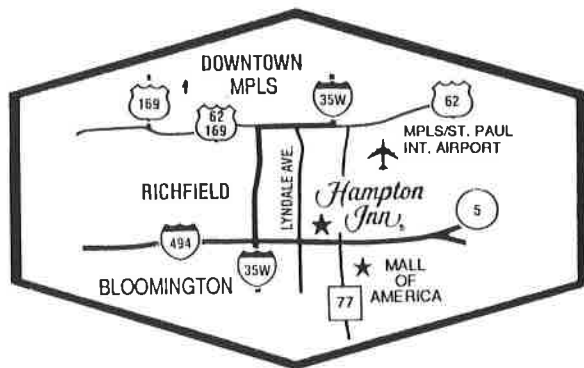 DOWNTOWN
MPLS
169
62
169
35W
62
MPLS/ST. PAUL
INT. AIRPORT
LYNDALE AVE.
RICHFIELD
Hampton
Inn
5
494
35W
BLOOMINGTON
MALL
OF
AMERICA
77